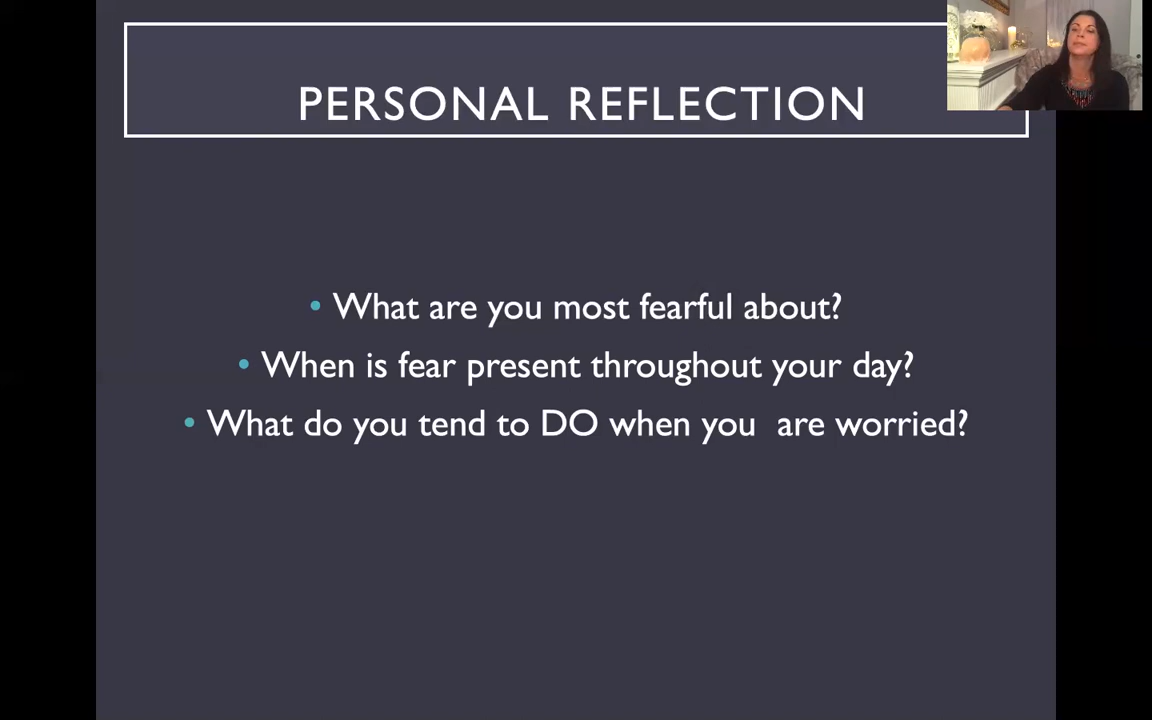 PERSONAL REFLECTION
• What are you most fearful about?
• When is fear present throughout your day?
• What do you tend to DO when you  are worried?